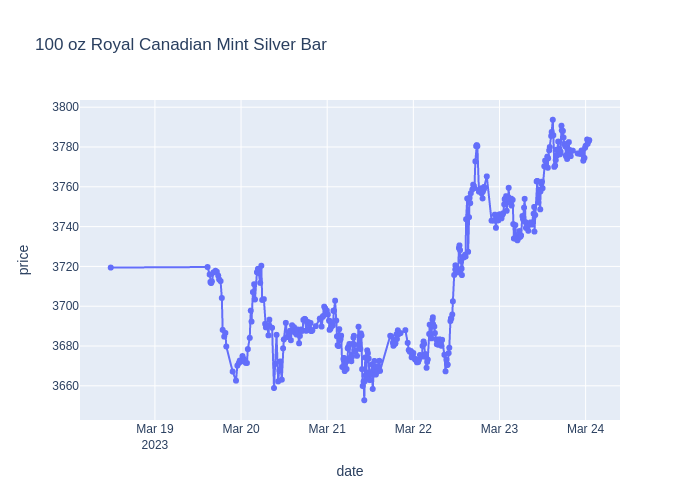 100 oz Royal Canadian Mint Silver Bar
3800
3780
3760
3740
3720
3700
3680
3660
price
Mar 19
2023
Mar 20
Mar 21
Mar 22
Mar 23
Mar 24
date